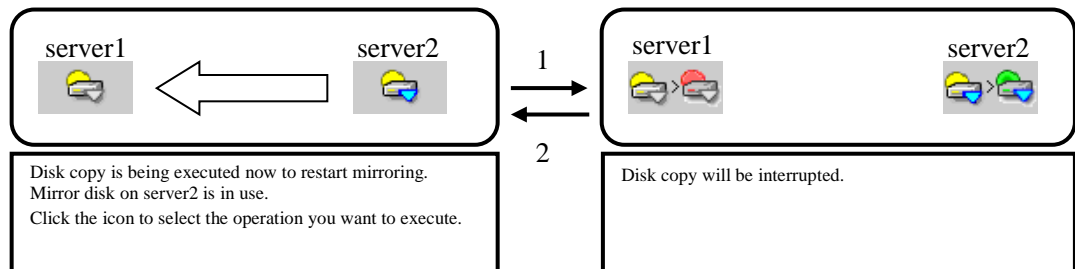 server1
server2
1
2
server1
server2
>
>
Disk copy is being executed now to restart mirroring.
Mirror disk on server2 is in use.
Click the icon to select the operation you want to execute.
Disk copy will be interrupted.